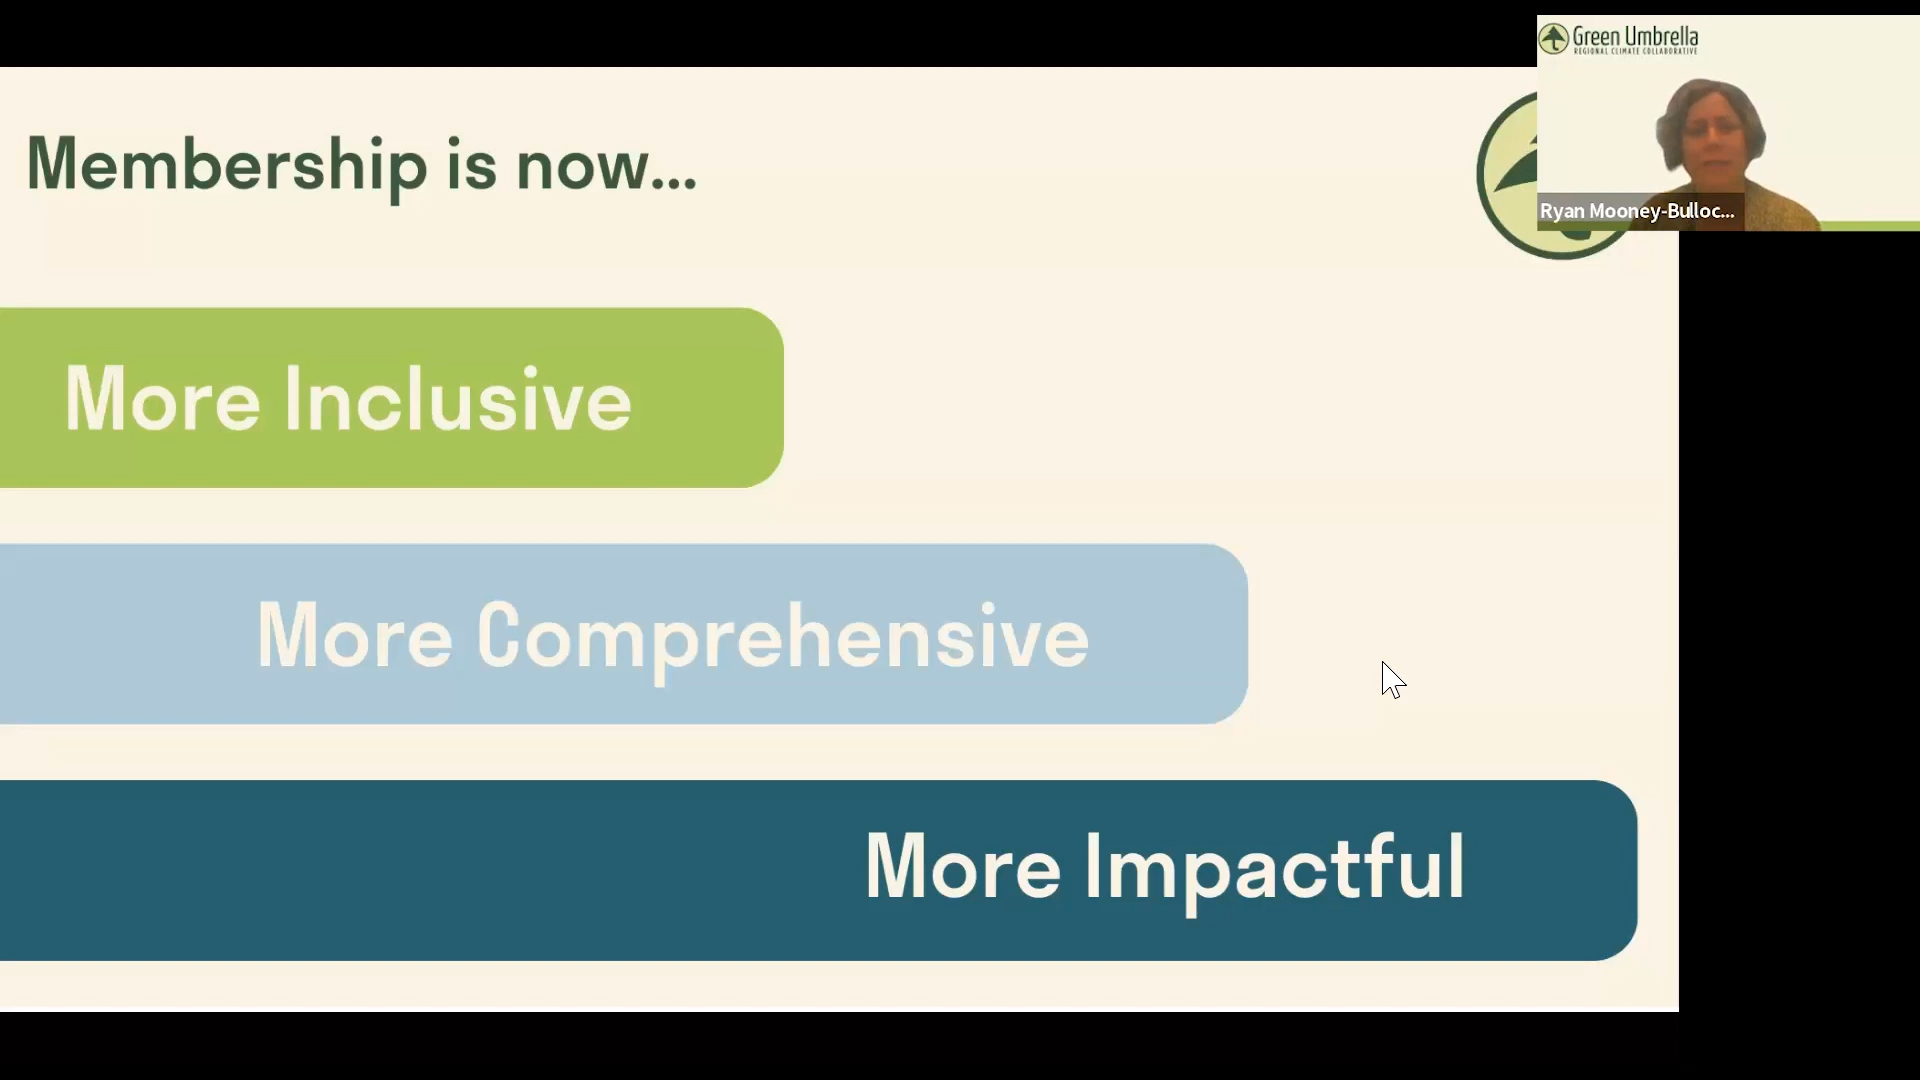 Green Umbrella
REGIONAL CLIMATE COLLABORATIVE
Membership is now...
Ryan Mooney-Bulloc...
More Inclusive
More Comprehensive
More Impactful